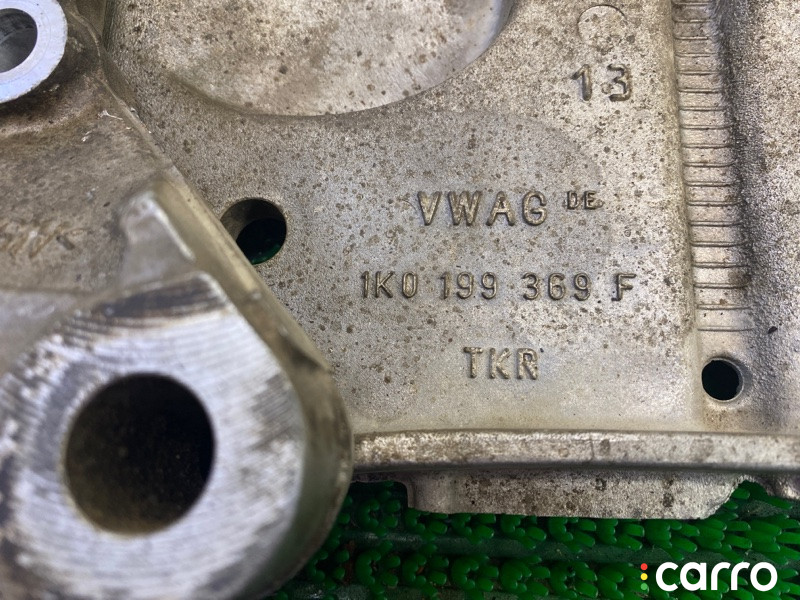 13
VWAG DE
1K0 199 369 F
TKR
carro